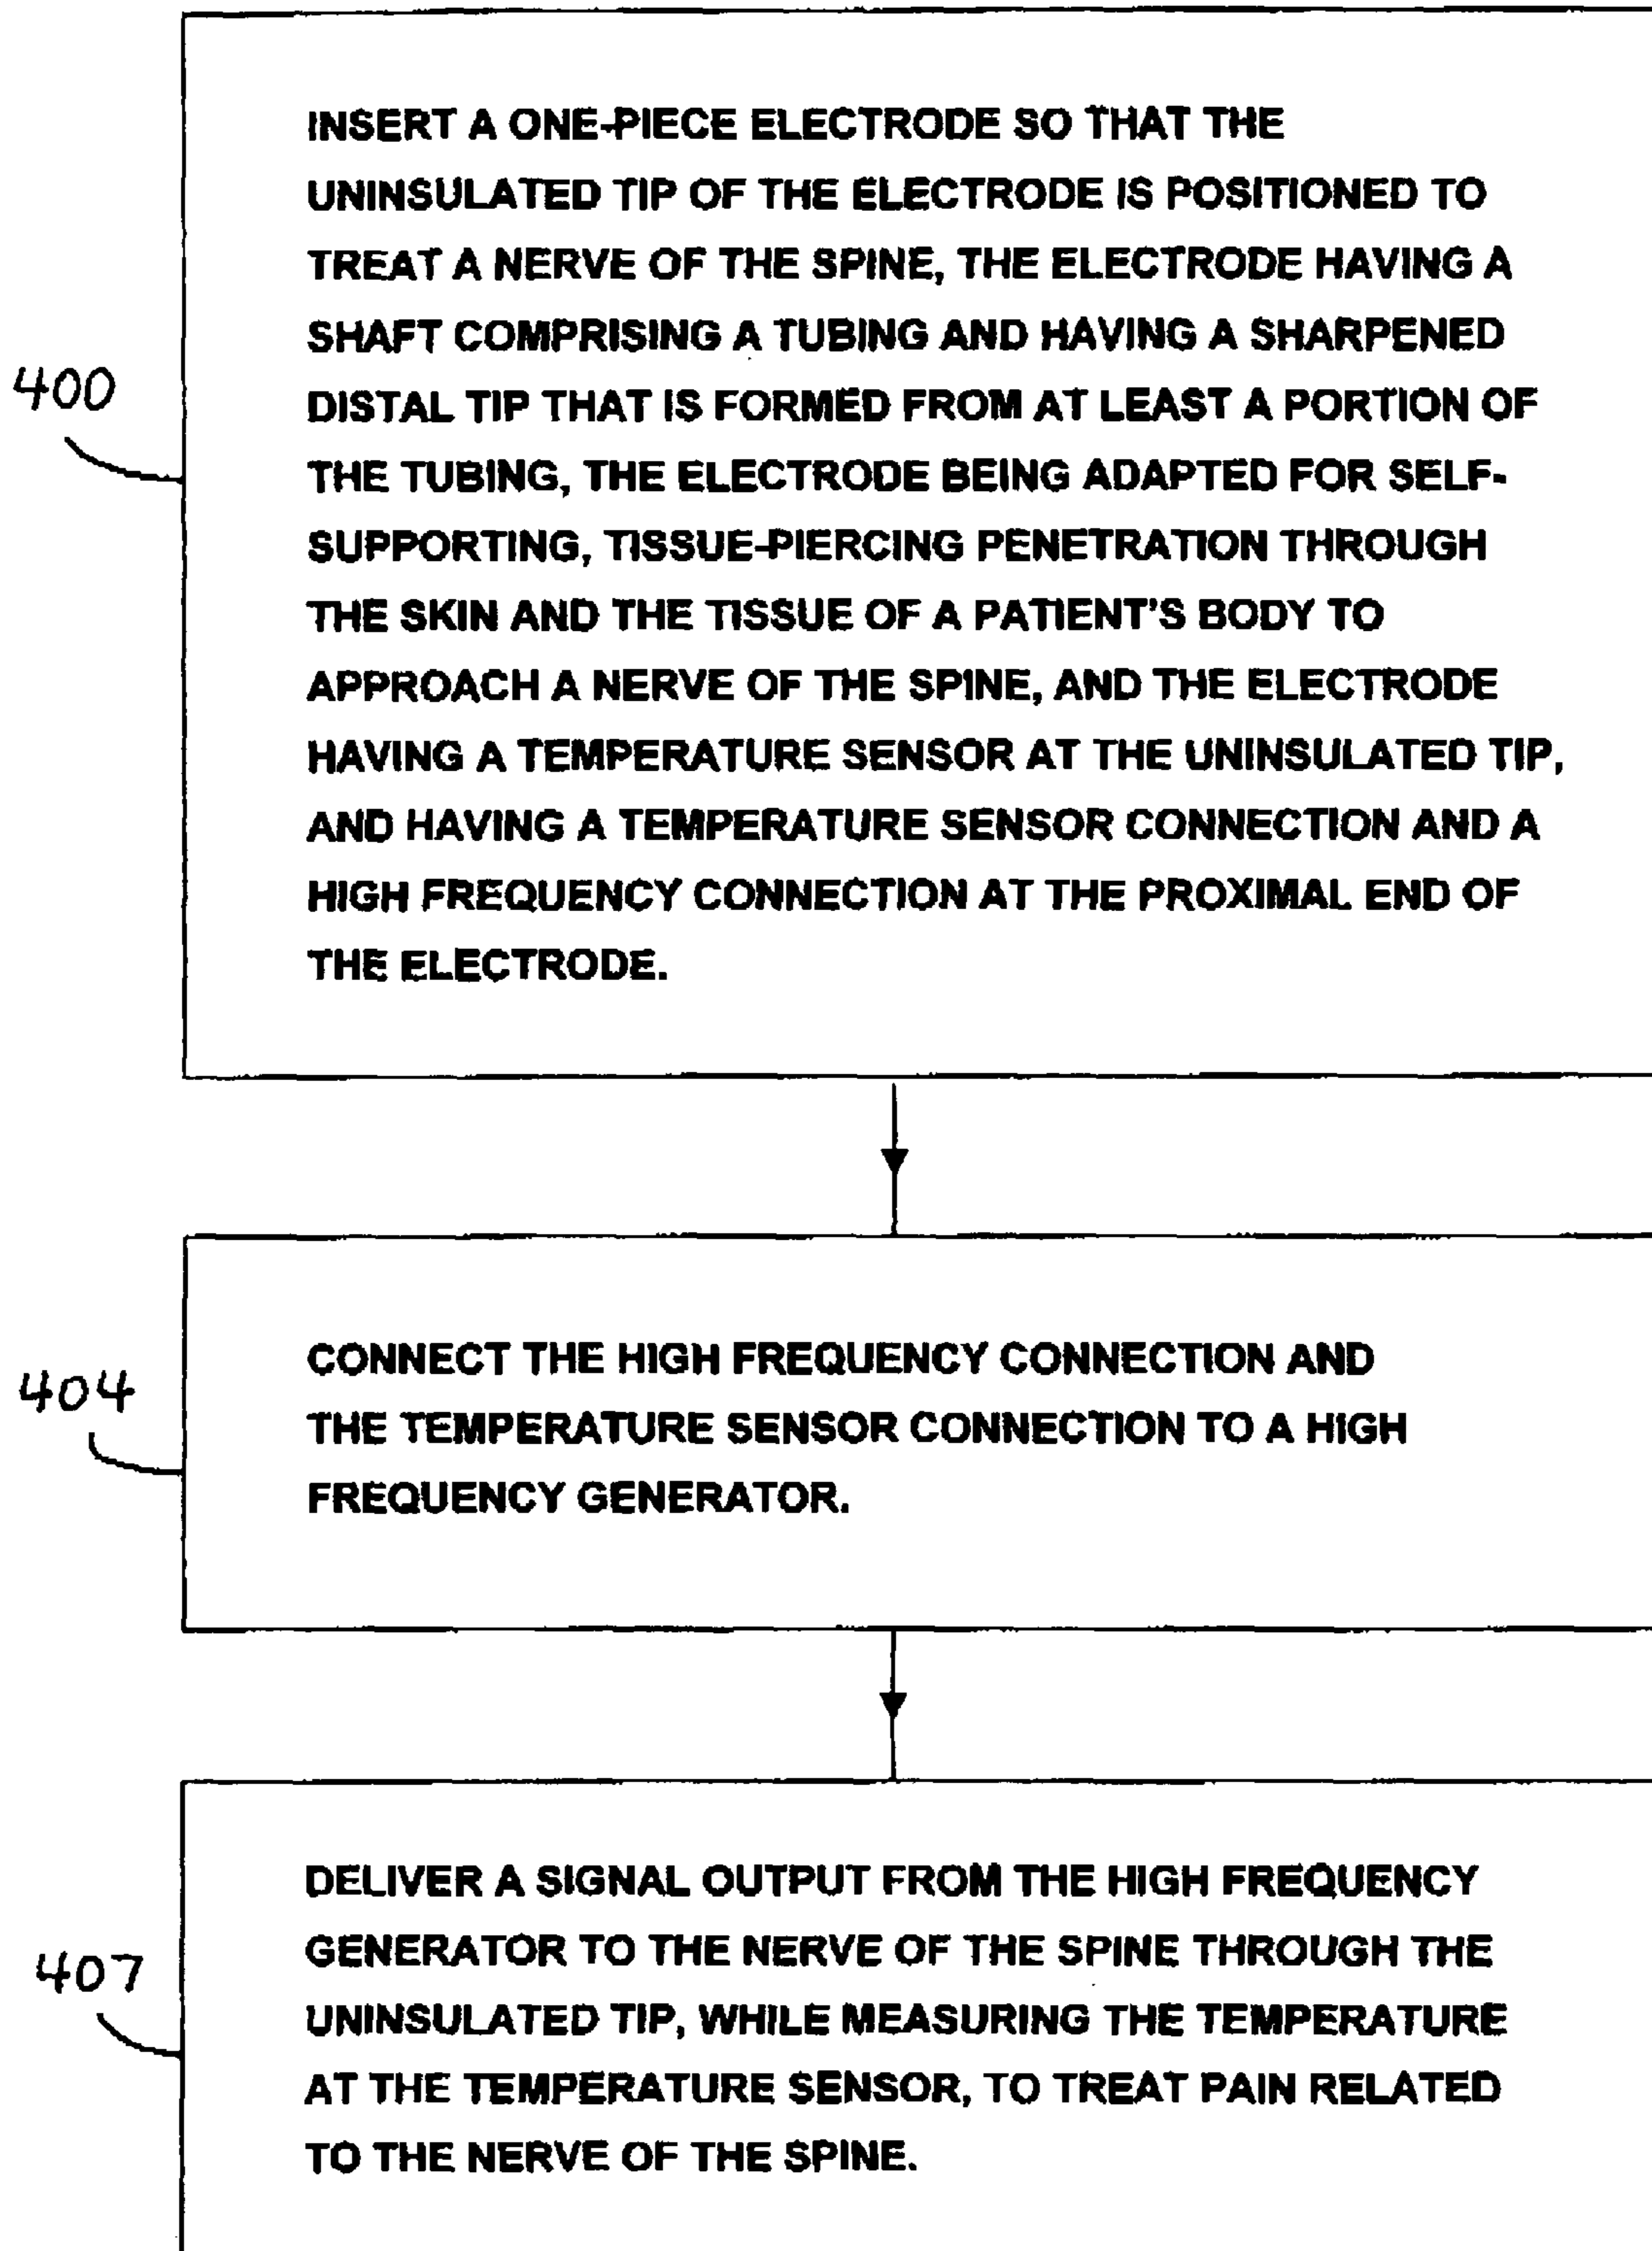 INSERT A ONE-PIECE ELECTRODE SO THAT THE
UNINSULATED TIP OF THE ELECTRODE IS POSITIONED TO
TREAT A NERVE OF THE SPINE, THE ELECTRODE HAVING A
SHAFT COMPRISING A TUBING AND HAVING A SHARPENED
400
DISTAL TIP THAT IS FORMED FROM AT LEAST A PORTION OF
THE TUBING, THE ELECTRODE BEING ADAPTED FOR SELF-
SUPPORTING, TISSUE-PIERCING PENETRATION THROUGH
THE SKIN AND THE TISSUE OF A PATIENT'S BODY TO
APPROACH A NERVE OF THE SPINE, AND THE ELECTRODE
HAVING A TEMPERATURE SENSOR AT THE UNINSULATED TIP,
AND HAVING A TEMPERATURE SENSOR CONNECTION AND A
HIGH FREQUENCY CONNECTION AT THE PROXIMAL END OF
THE ELECTRODE.
404
CONNECT THE HIGH FREQUENCY CONNECTION AND
THE TEMPERATURE SENSOR CONNECTION TO A HIGH
FREQUENCY GENERATOR.
407
DELIVER A SIGNAL OUTPUT FROM THE HIGH FREQUENCY
GENERATOR TO THE NERVE OF THE SPINE THROUGH THE
UNINSULATED TIP, WHILE MEASURING THE TEMPERATURE
AT THE TEMPERATURE SENSOR, TO TREAT PAIN RELATED
TO THE NERVE OF THE SPINE.